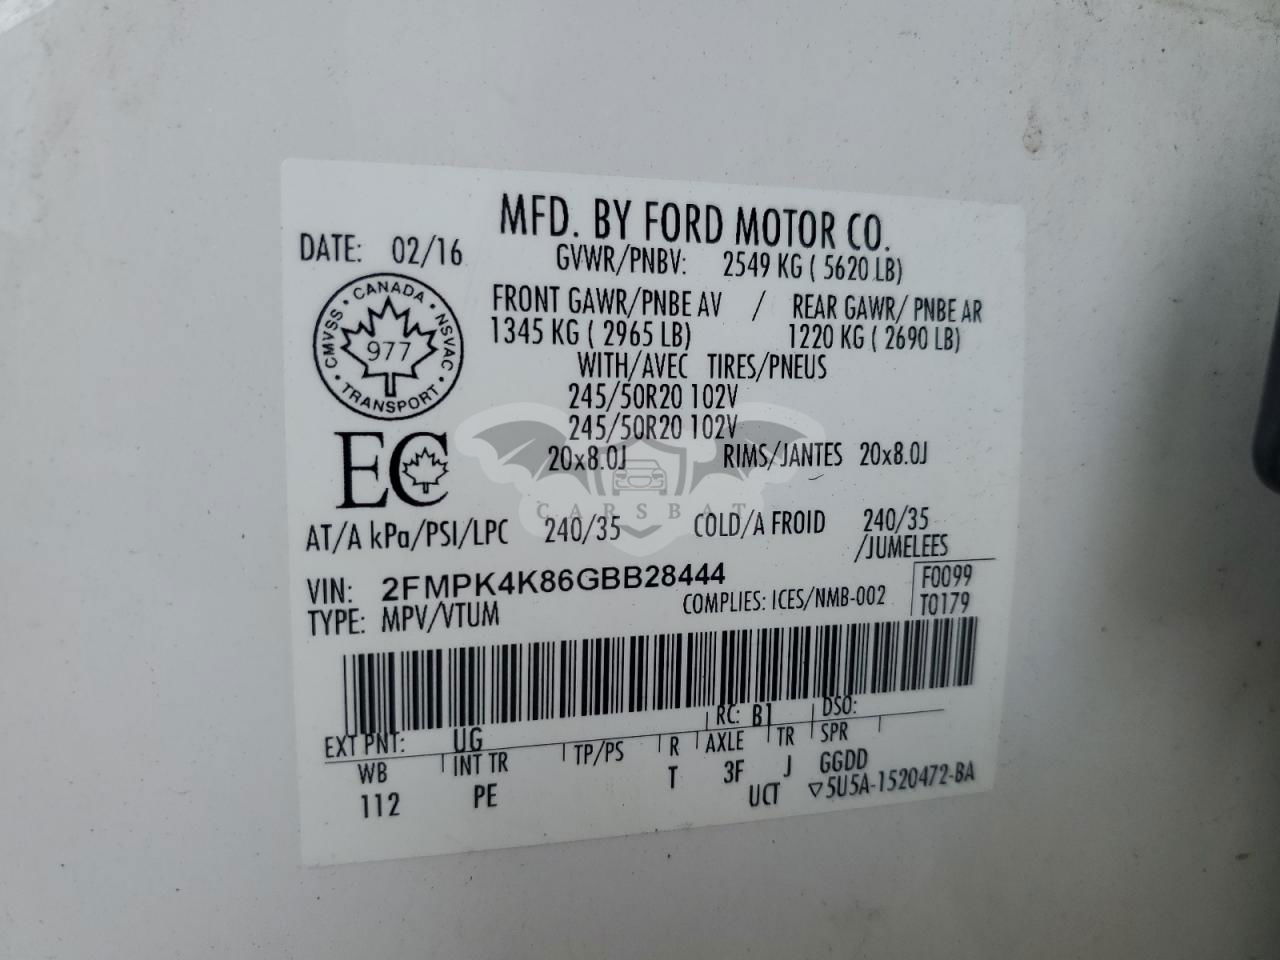 MFD. BY FORD MOTOR CO.
DATE: 02/16
GVWR/PNBV: 2549 KG ( 5620 LB)
FRONT GAWR/PNBE AV / REAR GAWR/ PNBE AR
1345 KG ( 2965 LB) 1220 KG ( 2690 LB)
WITH/AVEC TIRES/PNEUS
245/50R20 102V
245/50R20 102V
20x8.0J RIMS/JANTES 20x8.0J
CANADA · NSVAC · TRANSPORT · CMVSS ·
977
EC
CARSBAT
AT/A kPa/PSI/LPC 240/35 COLD/A FROID 240/35
/JUMELEES
VIN: 2FMPK4K86GBB28444 F0099
TYPE: MPV/VTUM COMPLIES: ICES/NMB-002 T0179
EXT PNT: UG RC: B1 DSO:
WB INT TR TP/PS R AXLE TR SPR
112 PE T 3F J GGDD
UCT ▽5U5A-1520472-BA